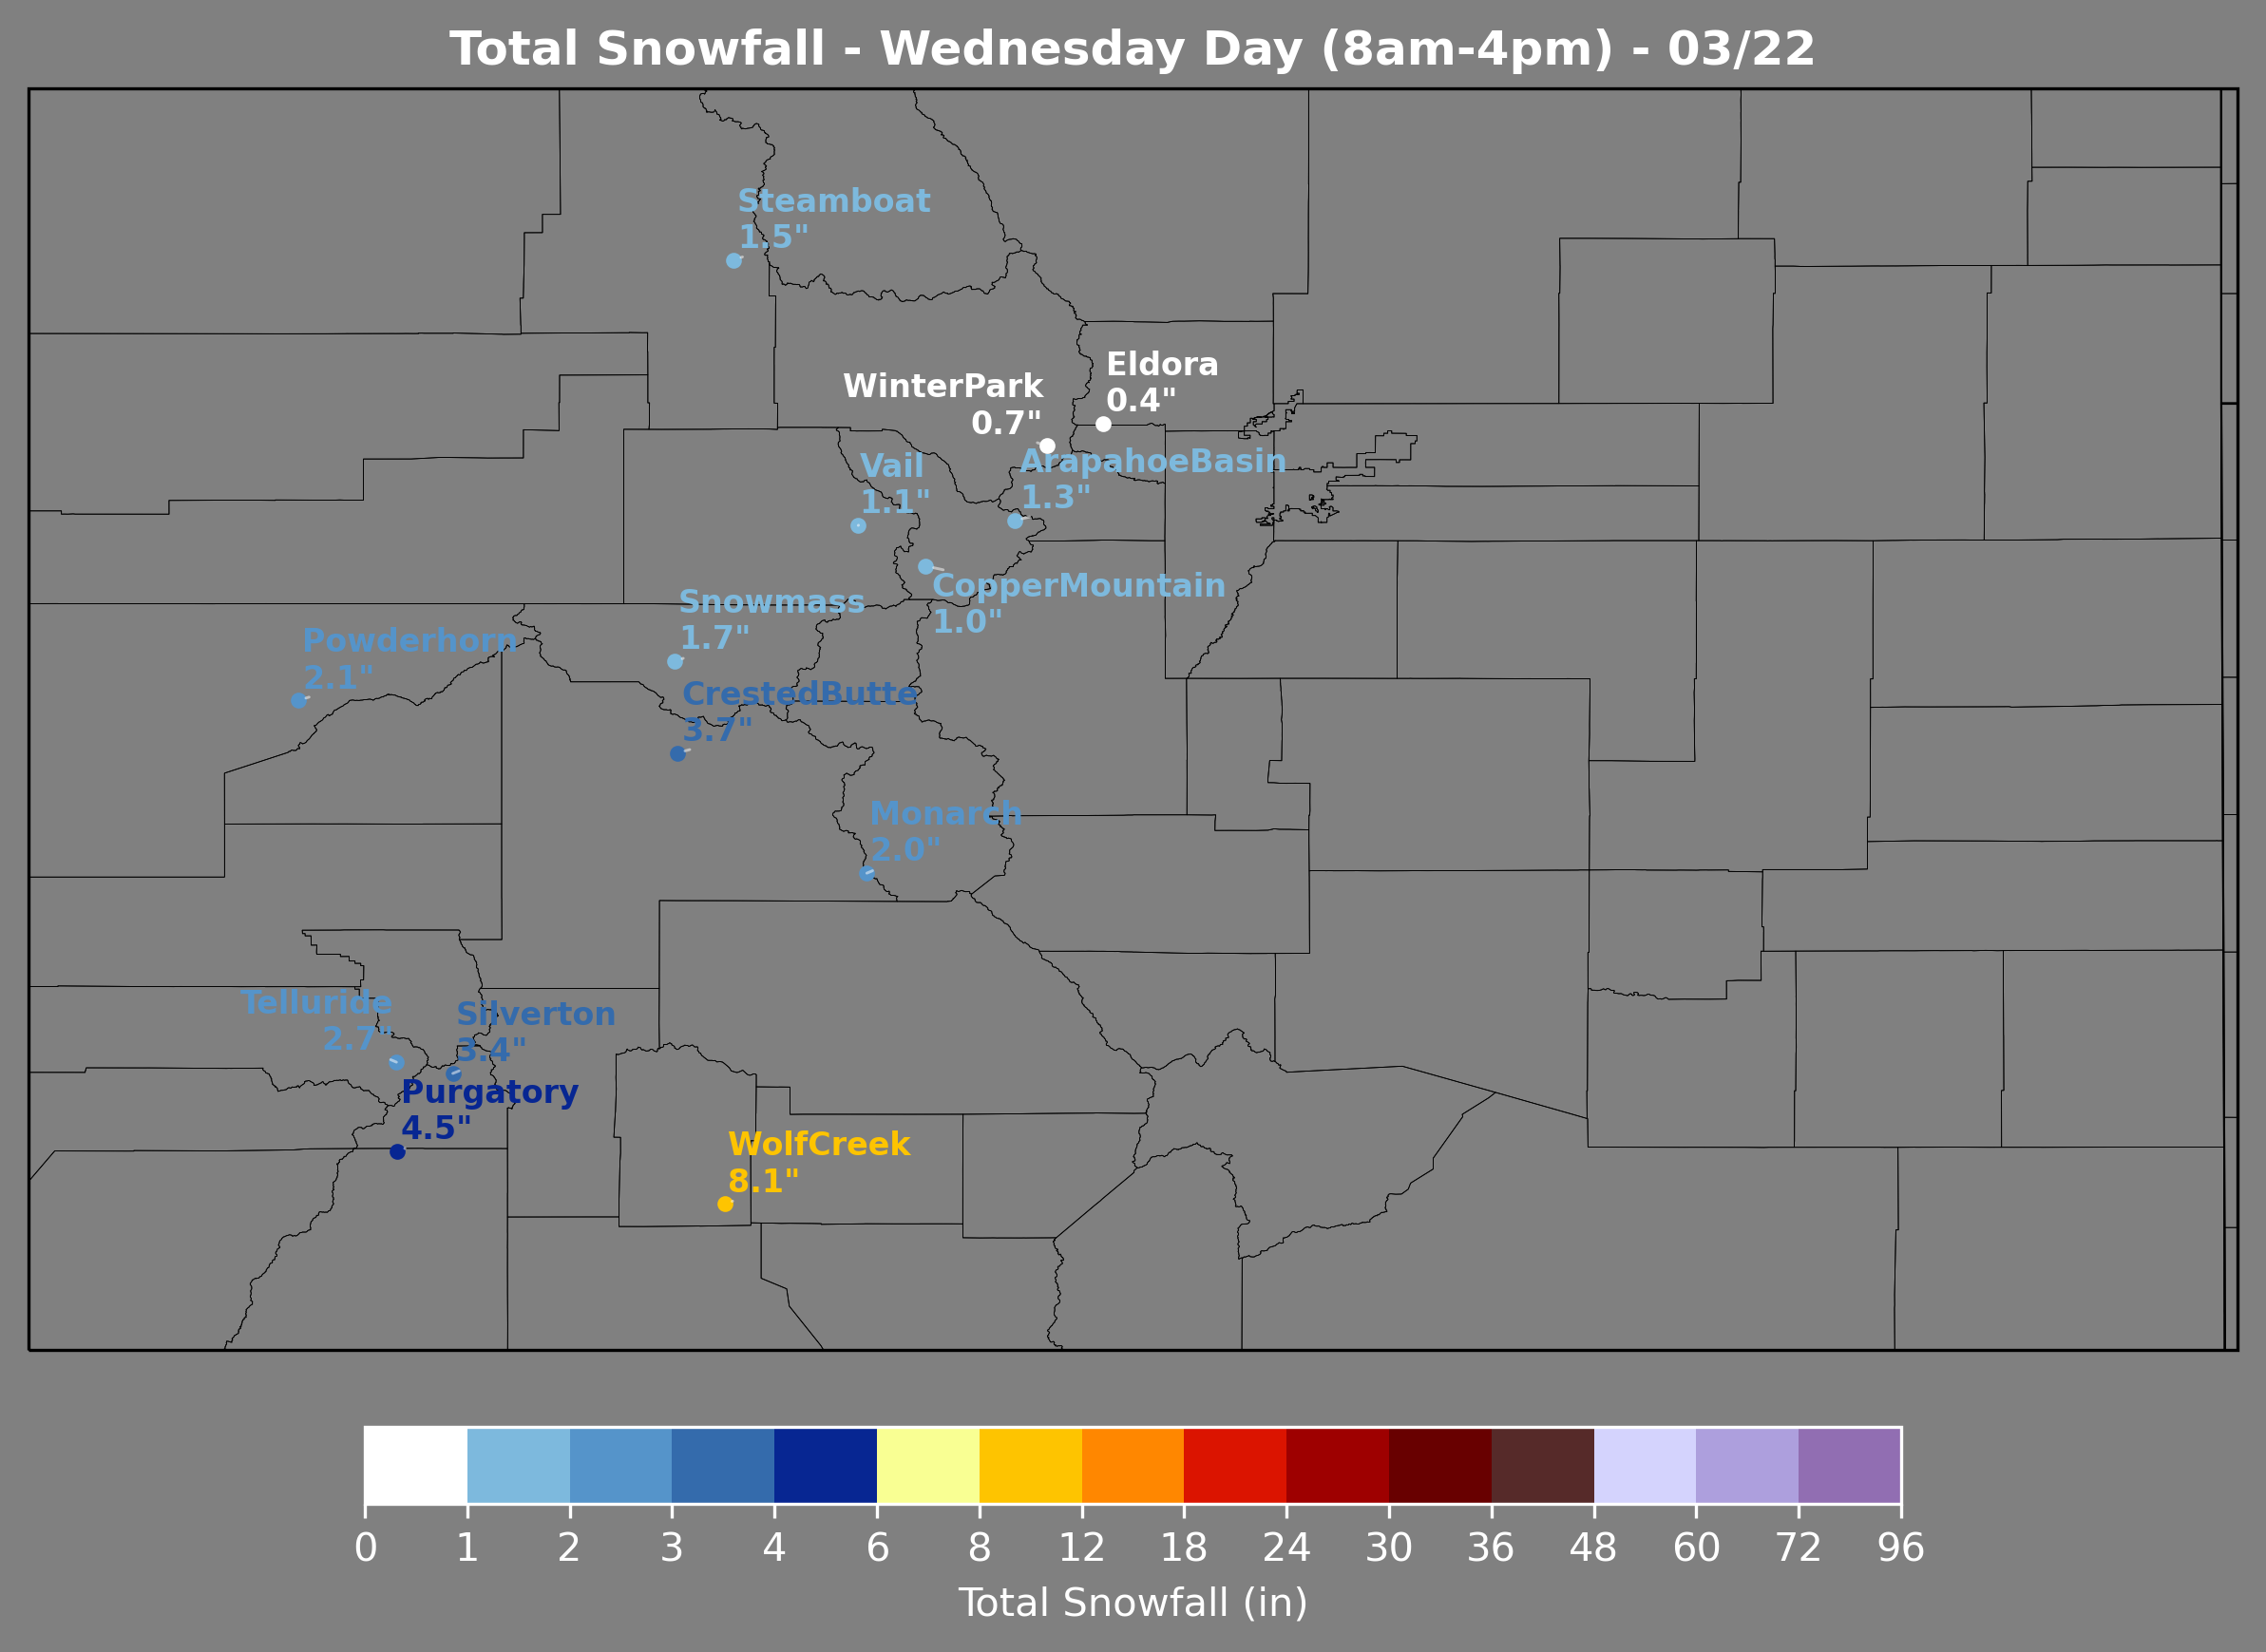 Total Snowfall - Wednesday Day (8am-4pm) - 03/22
Steamboat
1.5"
Eldora
0.4"
WinterPark
0.7"
Vail
1.1"
ArapahoeBasin
1.3"
CopperMountain
1.0"
Snowmass
1.7"
Powderhorn
2.1"
CrestedButte
3.7"
Monarch
2.0"
Telluride
2.7"
Silverton
3.4"
Purgatory
4.5"
WolfCreek
8.1"
0 1 2 3 4 6 8 12 18 24 30 36 48 60 72 96
Total Snowfall (in)